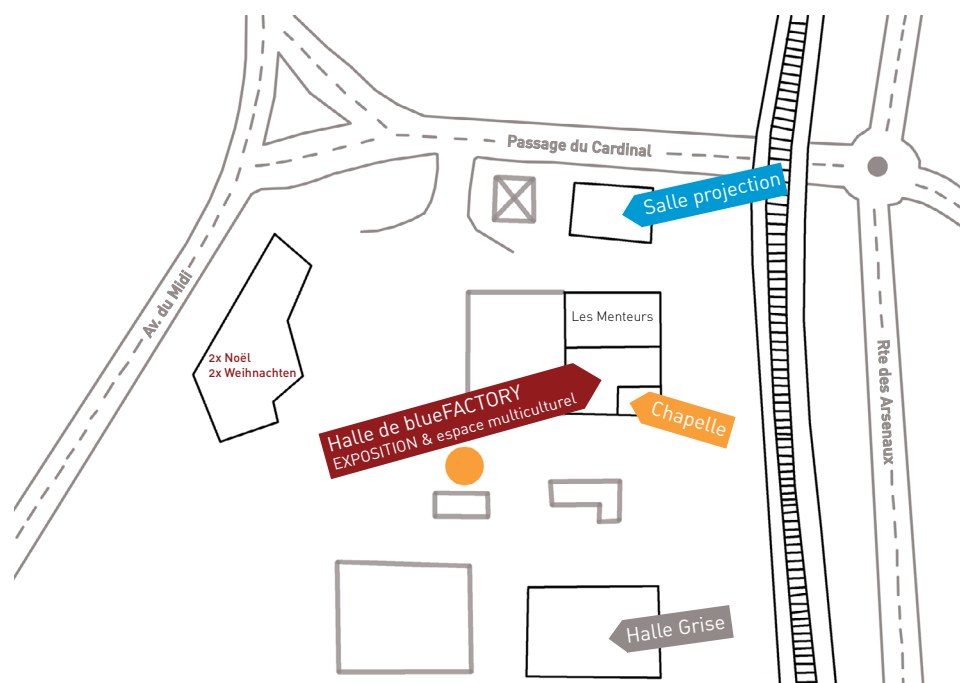 Passage du Cardinal
Salle projection
Av. du Midi
Les Menteurs
2x Noël
2x Weihnachten
Halle de blueFACTORY
EXPOSITION & espace multiculturel
Chapelle
Rte des Arsenaux
Halle Grise